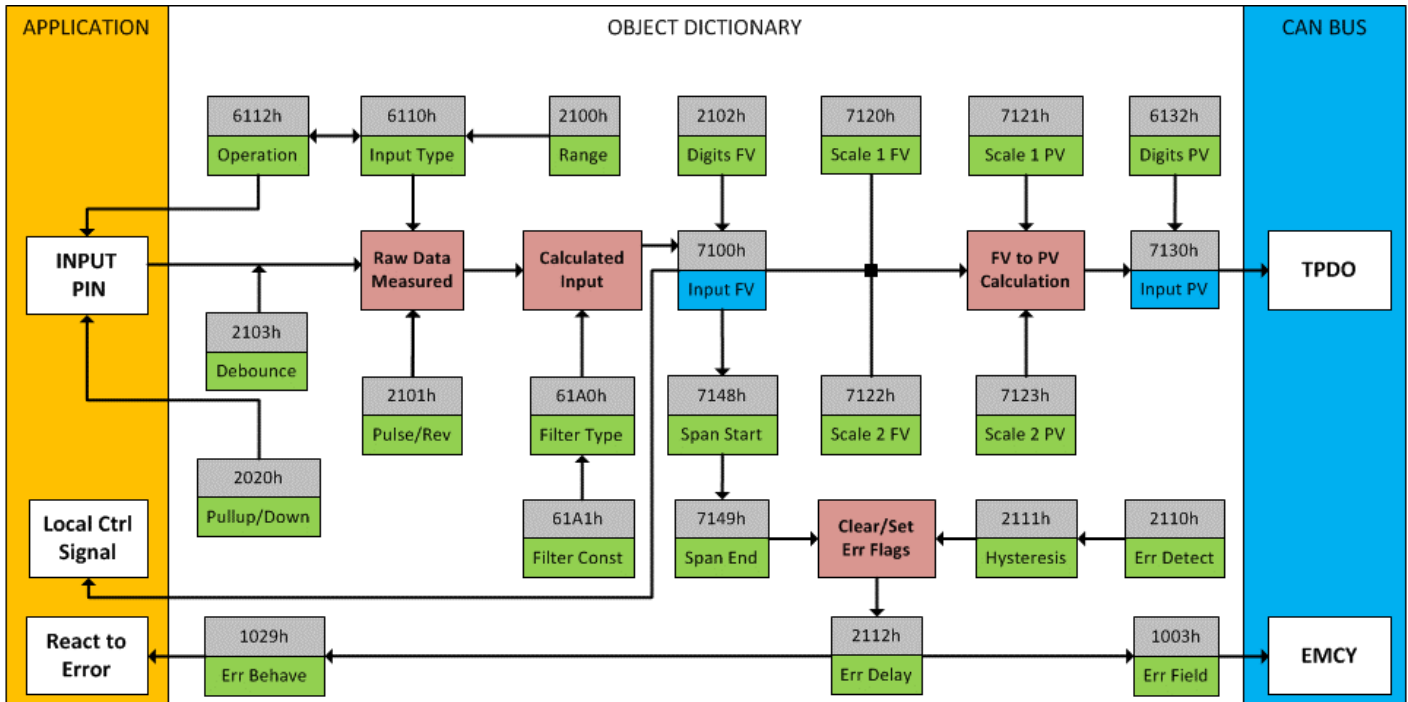 APPLICATION
OBJECT DICTIONARY
CAN BUS
6112h
Operation
6110h
Input Type
2100h
Range
2102h
Digits FV
7120h
Scale 1 FV
7121h
Scale 1 PV
6132h
Digits PV
INPUT
PIN
Raw Data
Measured
Calculated
Input
7100h
Input FV
FV to PV
Calculation
7130h
Input PV
TPDO
2103h
Debounce
2101h
Pulse/Rev
61A0h
Filter Type
7148h
Span Start
7122h
Scale 2 FV
7123h
Scale 2 PV
2020h
Pullup/Down
Local Ctrl
Signal
61A1h
Filter Const
7149h
Span End
Clear/Set
Err Flags
2111h
Hysteresis
2110h
Err Detect
React to
Error
1029h
Err Behave
2112h
Err Delay
1003h
Err Field
EMCY